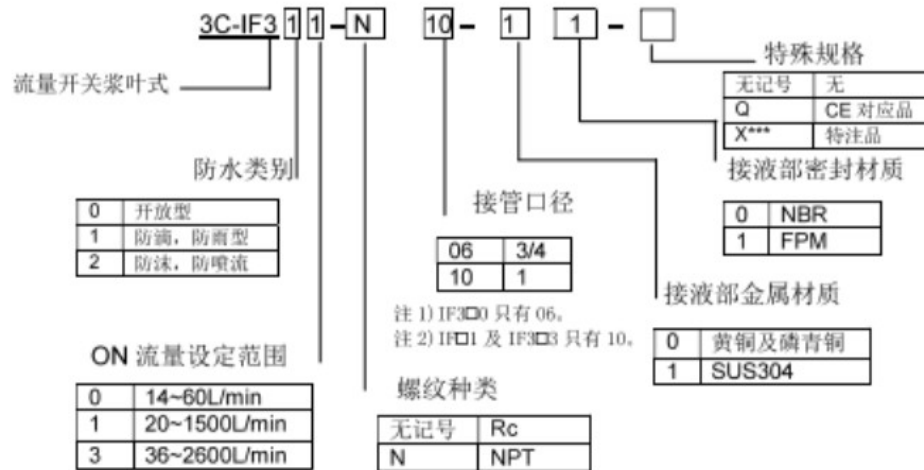 3C-IF3 1 1 - N 10 - 1 1 - □
流量开关浆叶式
特殊规格
无记号 无
Q CE 对应品
X*** 特注品
防水类别
0 开放型
1 防滴，防雨型
2 防沫，防喷流
接管口径
06 3/4
10 1
注 1) IF3□0 只有 06。
注 2) IF□1 及 IF3□3 只有 10。
接液部密封材质
0 NBR
1 FPM
接液部金属材质
0 黄铜及磷青铜
1 SUS304
ON 流量设定范围
0 14~60L/min
1 20~1500L/min
3 36~2600L/min
螺纹种类
无记号 Rc
N NPT